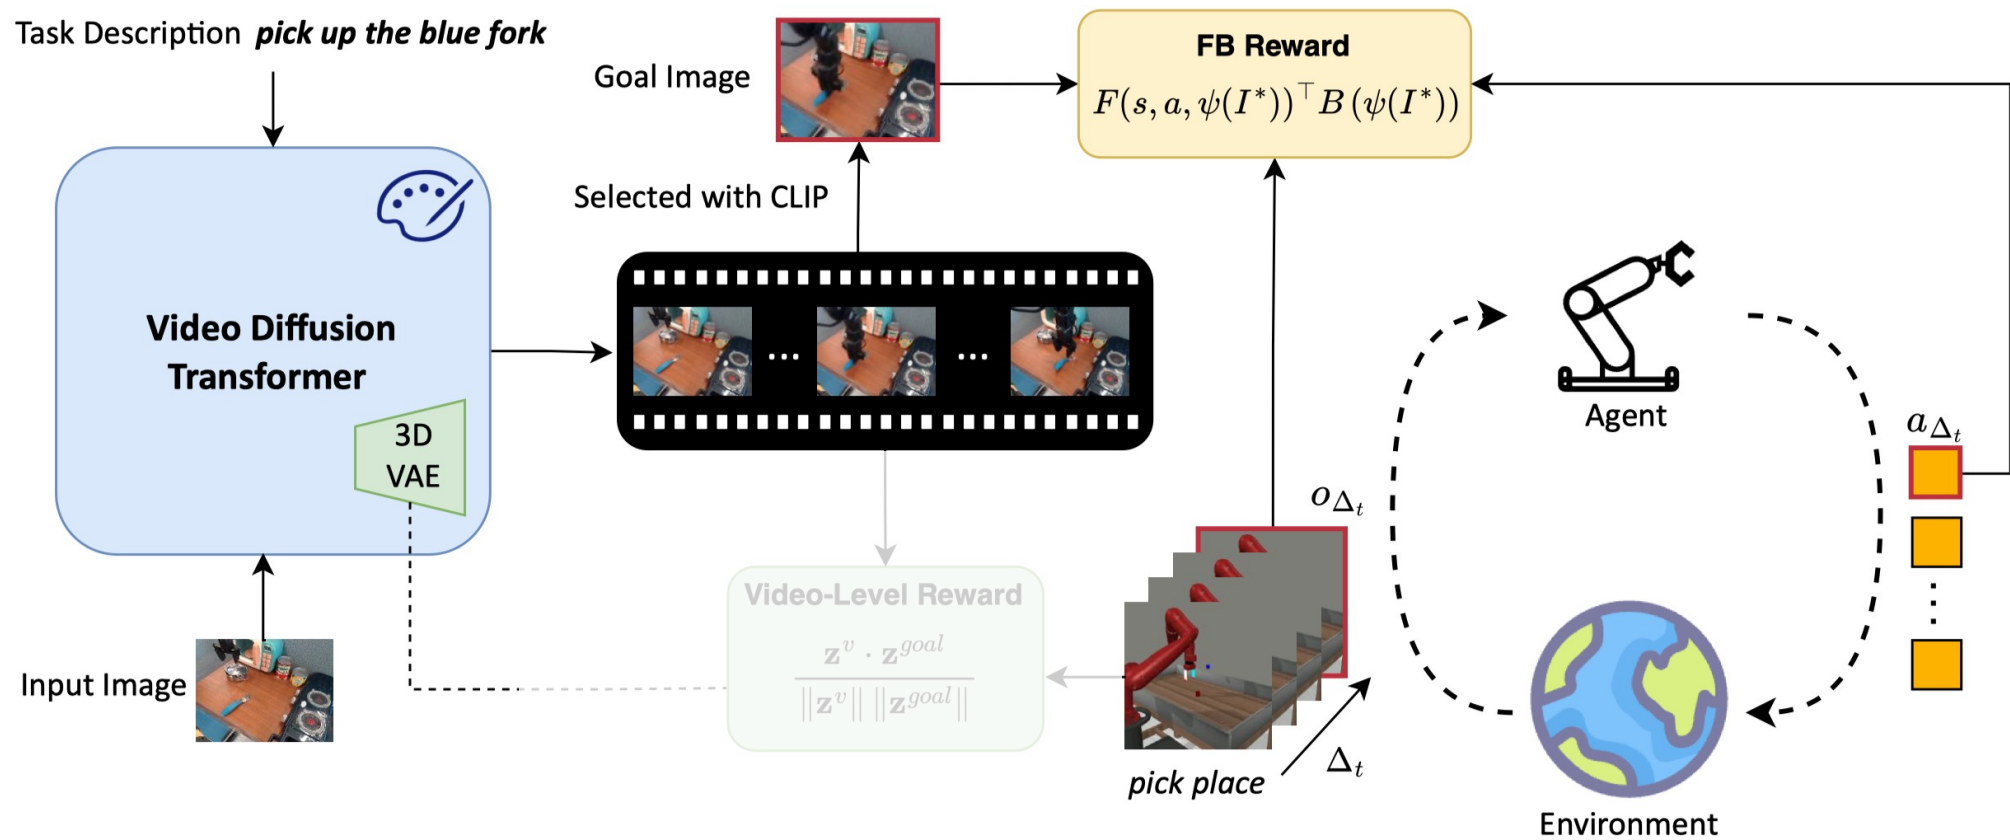 Task Description pick up the blue fork
Goal Image
FB Reward
F(s, a, ψ(I*))⊤ B (ψ(I*))
Selected with CLIP
Video Diffusion
Transformer
3D
VAE
...
...
Agent
a_{Δ_t}
o_{Δ_t}
Video-Level Reward
z^v · z^{goal}
‖z^v‖ ‖z^{goal}‖
Input Image
Δ_t
pick place
Environment